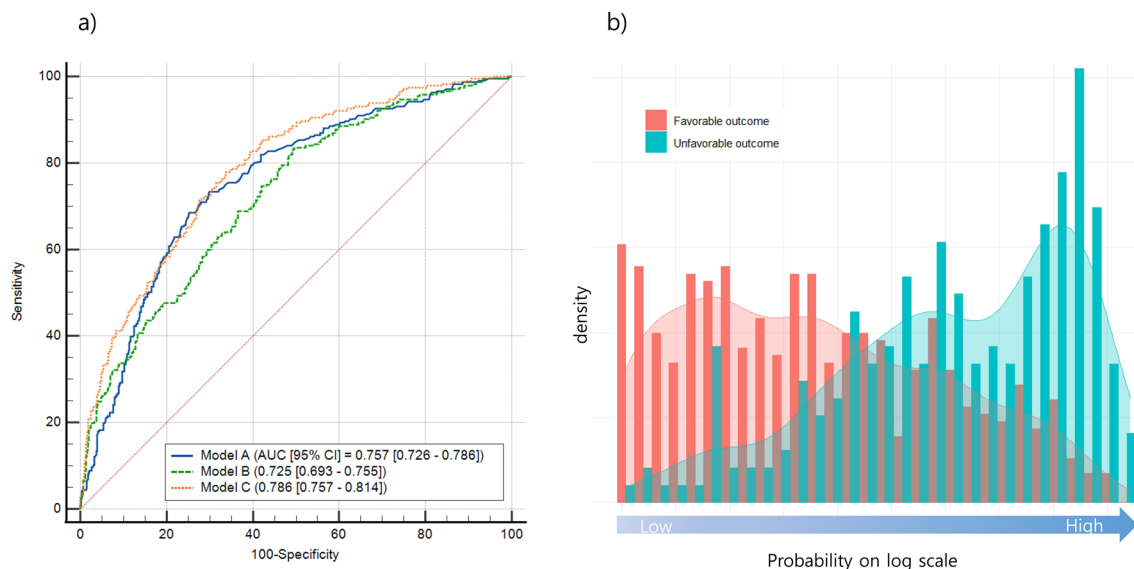 a)
Sensitivity
100
80
60
40
20
0
Model A (AUC [95% CI] = 0.757 [0.726 - 0.786])
Model B (0.725 [0.693 - 0.755])
Model C (0.786 [0.757 - 0.814])
0 20 40 60 80 100
100-Specificity
b)
Favorable outcome
Unfavorable outcome
density
Low High
Probability on log scale